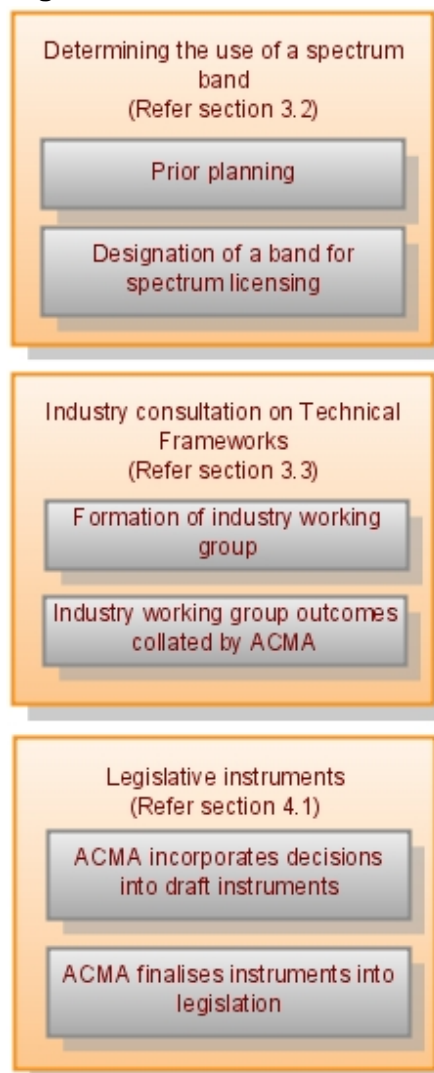 Determining the use of a spectrum
band
(Refer section 3.2)
Prior planning
Designation of a band for
spectrum licensing
Industry consultation on Technical
Frameworks
(Refer section 3.3)
Formation of industry working
group
Industry working group outcomes
collated by ACMA
Legislative instruments
(Refer section 4.1)
ACMA incorporates decisions
into draft instruments
ACMA finalises instruments into
legislation